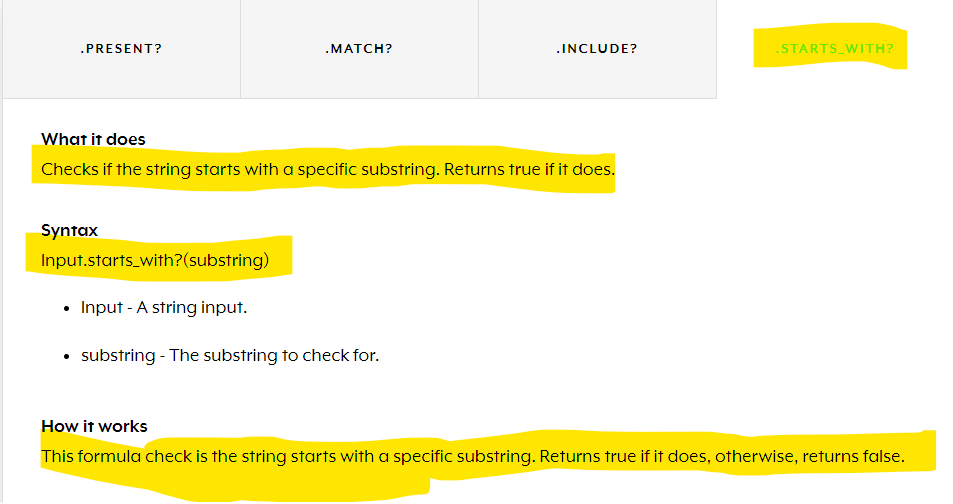 .PRESENT?
.MATCH?
.INCLUDE?
.STARTS_WITH?
What it does
Checks if the string starts with a specific substring. Returns true if it does.
Syntax
Input.starts_with?(substring)
• Input - A string input.
• substring - The substring to check for.
How it works
This formula check is the string starts with a specific substring. Returns true if it does, otherwise, returns false.